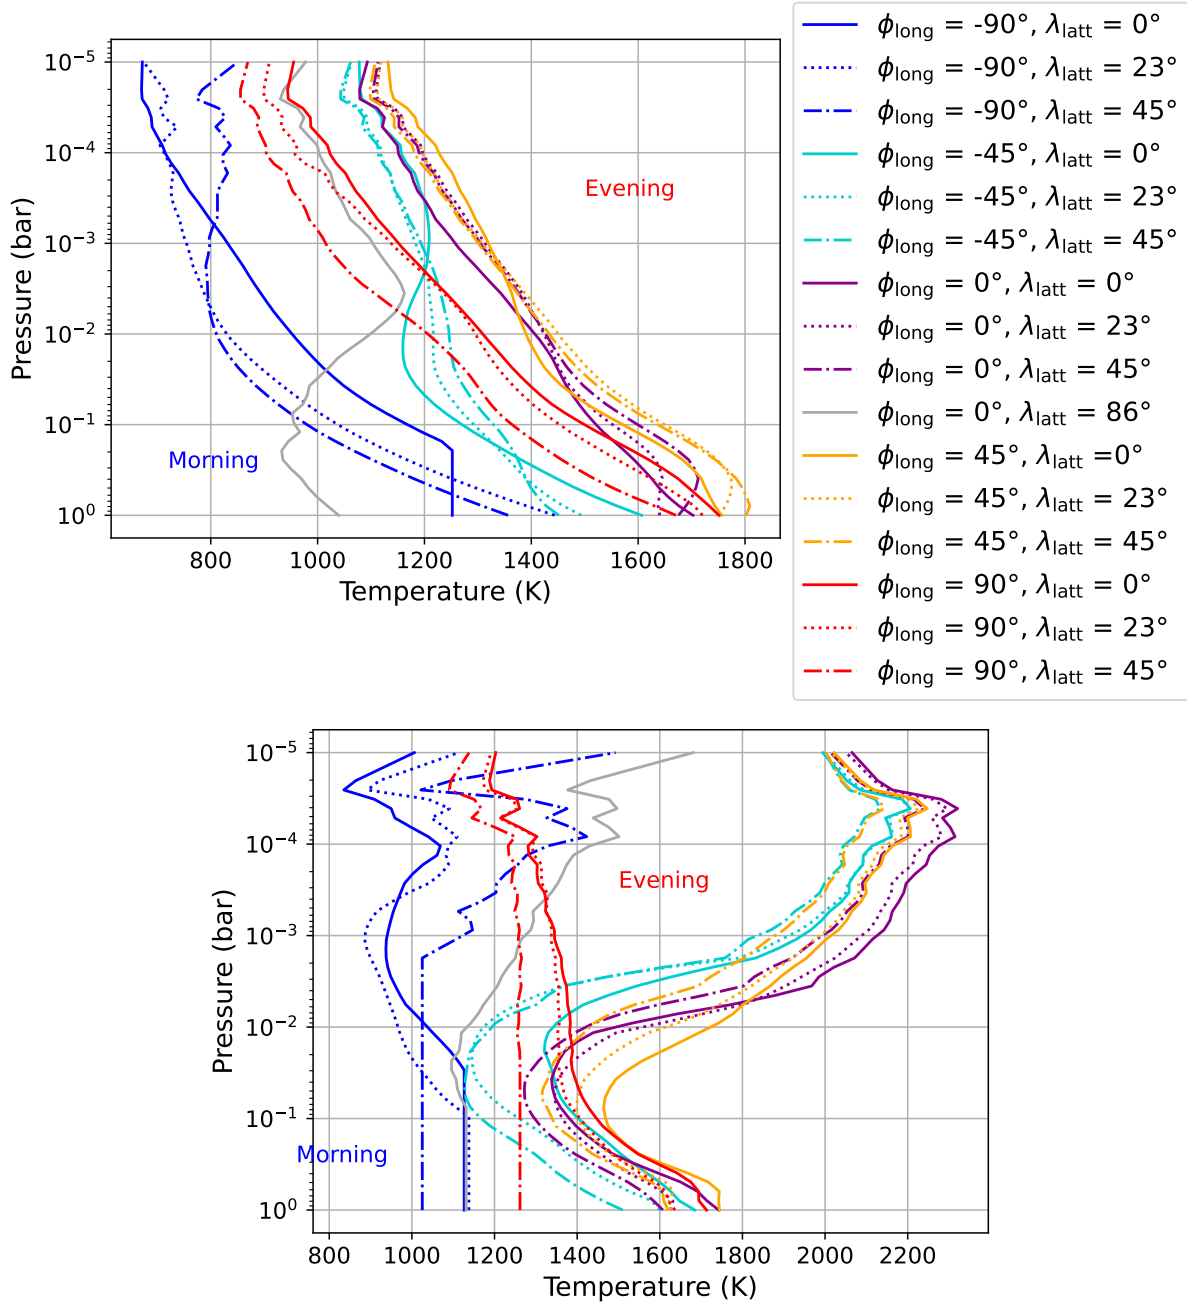 10⁻⁵
10⁻⁴
10⁻³
10⁻²
10⁻¹
10⁰
Pressure (bar)
Evening
Morning
800 1000 1200 1400 1600 1800
Temperature (K)
ϕlong = -90°, λlatt = 0°
ϕlong = -90°, λlatt = 23°
ϕlong = -90°, λlatt = 45°
ϕlong = -45°, λlatt = 0°
ϕlong = -45°, λlatt = 23°
ϕlong = -45°, λlatt = 45°
ϕlong = 0°, λlatt = 0°
ϕlong = 0°, λlatt = 23°
ϕlong = 0°, λlatt = 45°
ϕlong = 0°, λlatt = 86°
ϕlong = 45°, λlatt =0°
ϕlong = 45°, λlatt = 23°
ϕlong = 45°, λlatt = 45°
ϕlong = 90°, λlatt = 0°
ϕlong = 90°, λlatt = 23°
ϕlong = 90°, λlatt = 45°
10⁻⁵
10⁻⁴
10⁻³
10⁻²
10⁻¹
10⁰
Pressure (bar)
Evening
Morning
800 1000 1200 1400 1600 1800 2000 2200
Temperature (K)